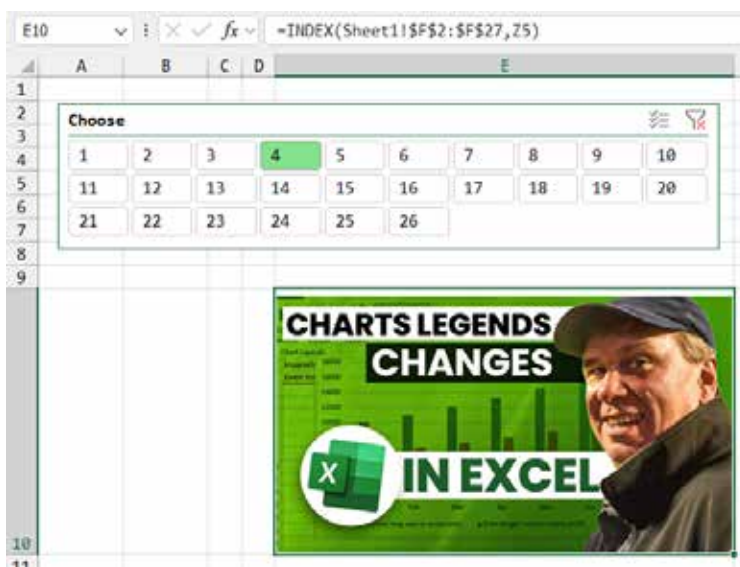 E10 fx =INDEX(Sheet1!$F$2:$F$27,Z5)
A B C D E
1
2
3
4
5
6
7
8
9
10
11
Choose
1 2 3 4 5 6 7 8 9 10
11 12 13 14 15 16 17 18 19 20
21 22 23 24 25 26
CHARTS LEGENDS
CHANGES
X IN EXCEL